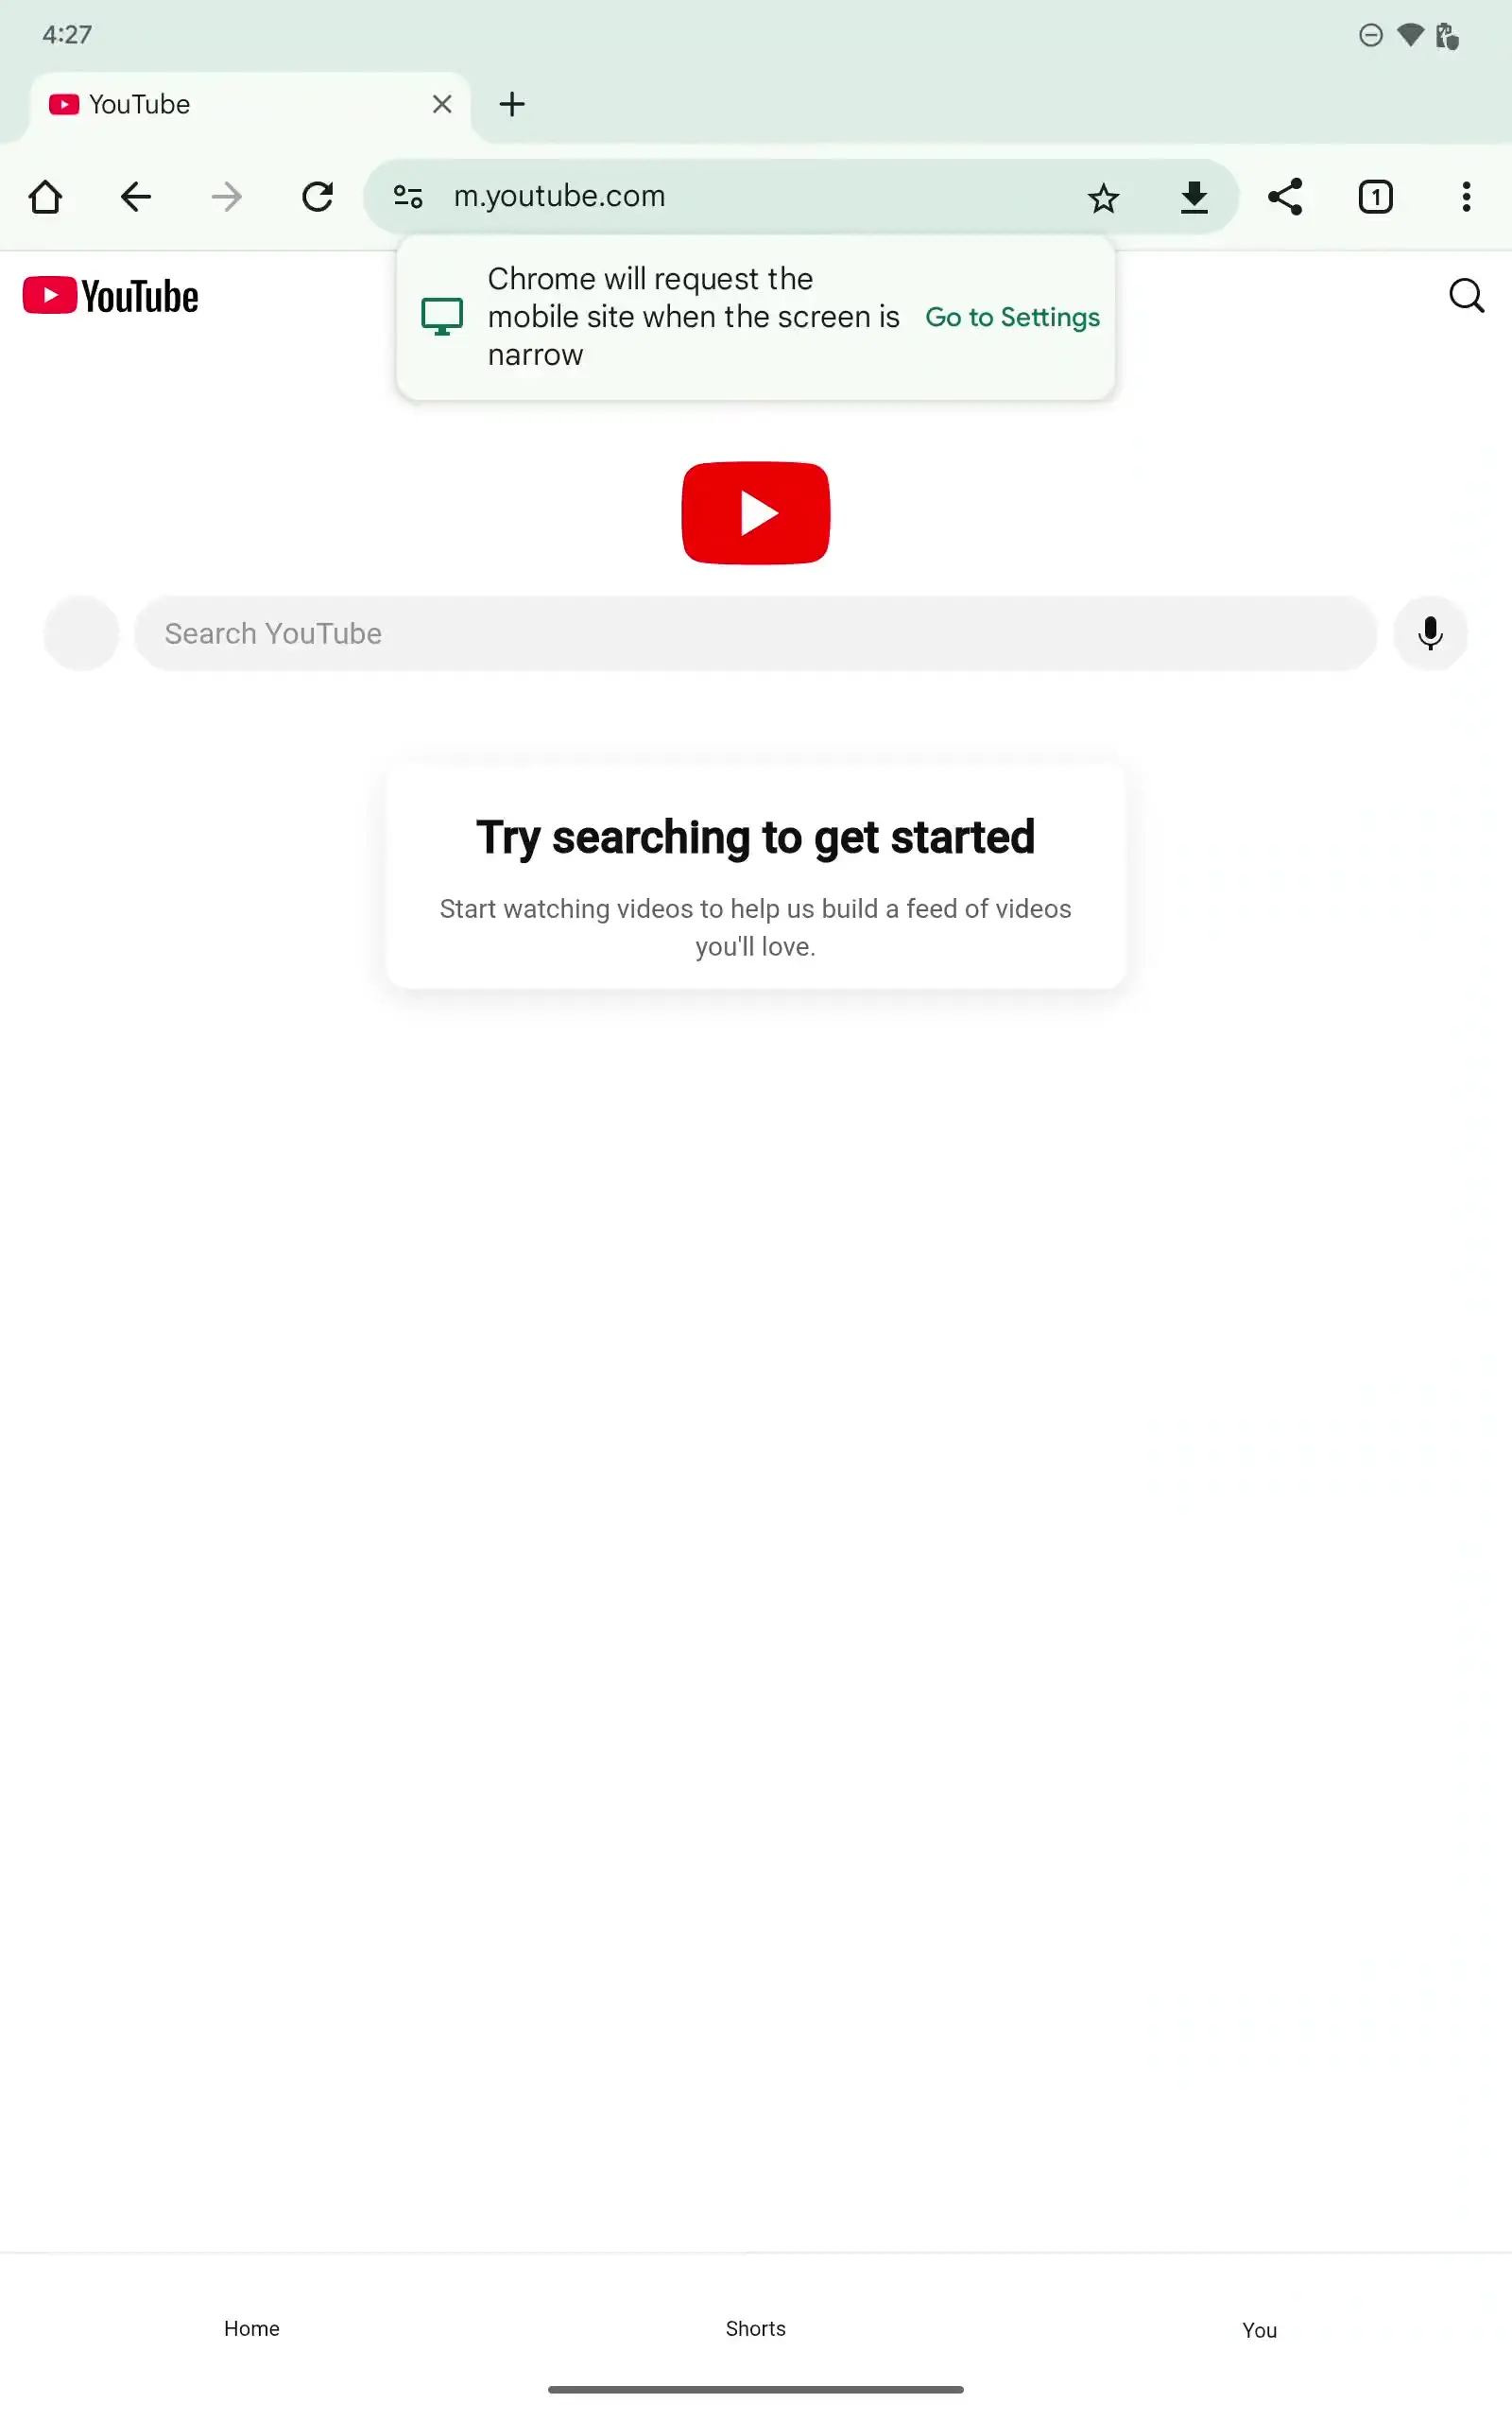 4:27
YouTube
m.youtube.com
1
Chrome will request the
mobile site when the screen is
narrow
Go to Settings
YouTube
Search YouTube
Try searching to get started
Start watching videos to help us build a feed of videos
you'll love.
Home
Shorts
You